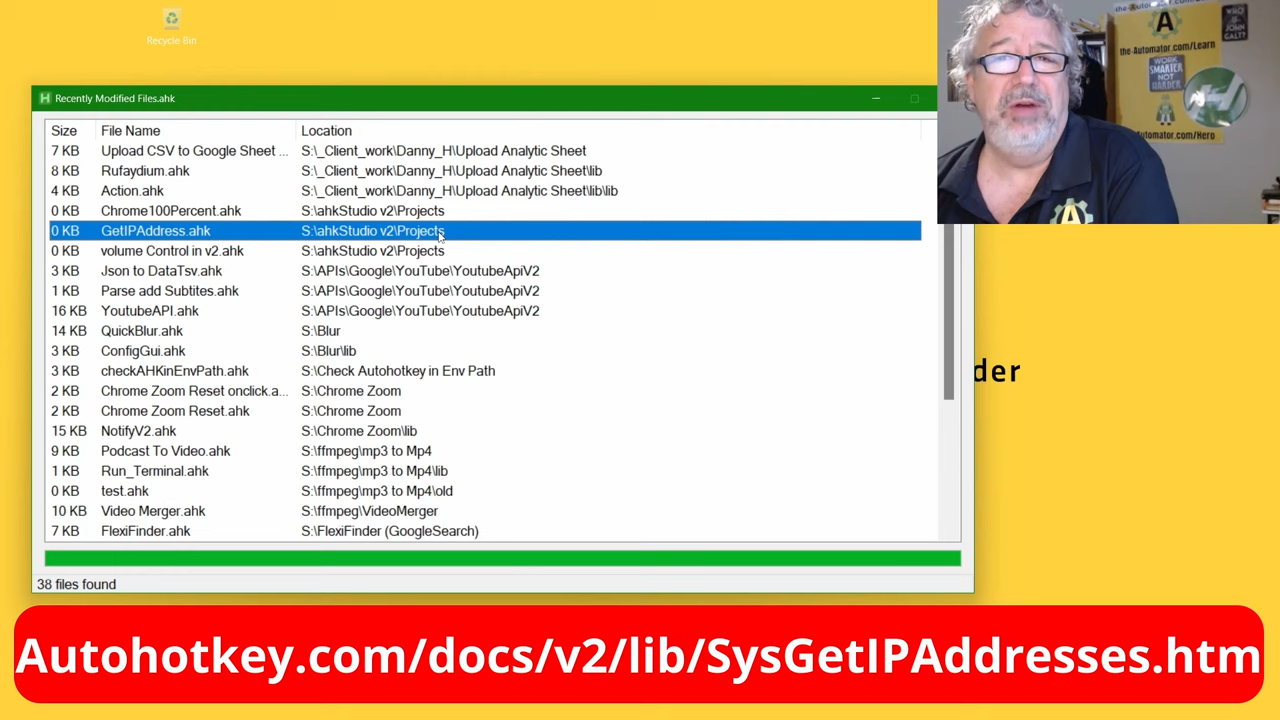 Recycle Bin
the-Automator.com/Learn
WHO IS JOHN GALT?
WORK SMARTER NOT HARDER
the-Automator.com/Hero
Recently Modified Files.ahk
Size File Name Location
7 KB Upload CSV to Google Sheet ... S:\_Client_work\Danny_H\Upload Analytic Sheet
8 KB Rufaydium.ahk S:\_Client_work\Danny_H\Upload Analytic Sheet\lib
4 KB Action.ahk S:\_Client_work\Danny_H\Upload Analytic Sheet\lib\lib
0 KB Chrome100Percent.ahk S:\ahkStudio v2\Projects
0 KB GetIPAddress.ahk S:\ahkStudio v2\Projects
0 KB volume Control in v2.ahk S:\ahkStudio v2\Projects
3 KB Json to DataTsv.ahk S:\APIs\Google\YouTube\YoutubeApiV2
1 KB Parse add Subtites.ahk S:\APIs\Google\YouTube\YoutubeApiV2
16 KB YoutubeAPI.ahk S:\APIs\Google\YouTube\YoutubeApiV2
14 KB QuickBlur.ahk S:\Blur
3 KB ConfigGui.ahk S:\Blur\lib
3 KB checkAHKinEnvPath.ahk S:\Check Autohotkey in Env Path
2 KB Chrome Zoom Reset onclick.a... S:\Chrome Zoom
2 KB Chrome Zoom Reset.ahk S:\Chrome Zoom
15 KB NotifyV2.ahk S:\Chrome Zoom\lib
9 KB Podcast To Video.ahk S:\ffmpeg\mp3 to Mp4
1 KB Run_Terminal.ahk S:\ffmpeg\mp3 to Mp4\lib
0 KB test.ahk S:\ffmpeg\mp3 to Mp4\old
10 KB Video Merger.ahk S:\ffmpeg\VideoMerger
7 KB FlexiFinder.ahk S:\FlexiFinder (GoogleSearch)
38 files found
der
Autohotkey.com/docs/v2/lib/SysGetIPAddresses.htm